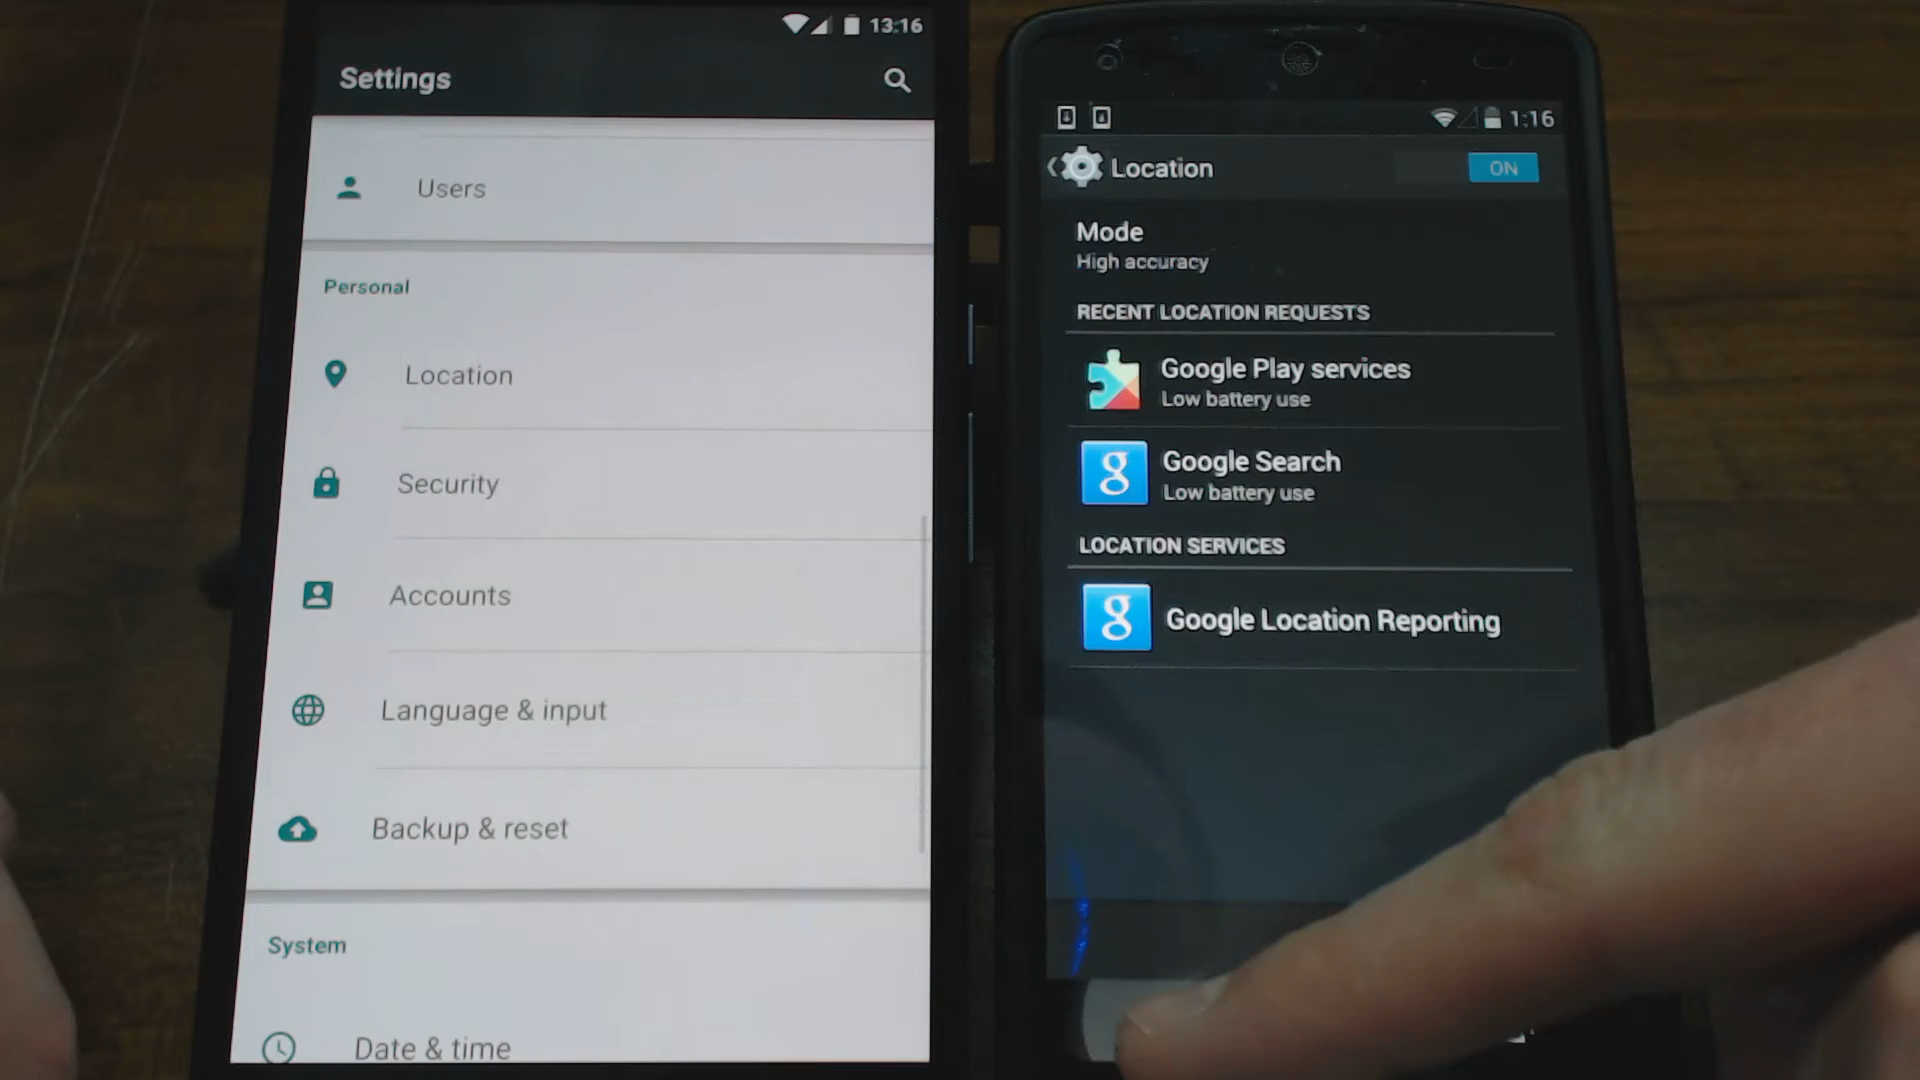 13:16
Settings
Users
Personal
Location
Security
Accounts
Language & input
Backup & reset
System
Date & time
1:16
Location
ON
Mode
High accuracy
RECENT LOCATION REQUESTS
Google Play services
Low battery use
g
Google Search
Low battery use
LOCATION SERVICES
g
Google Location Reporting